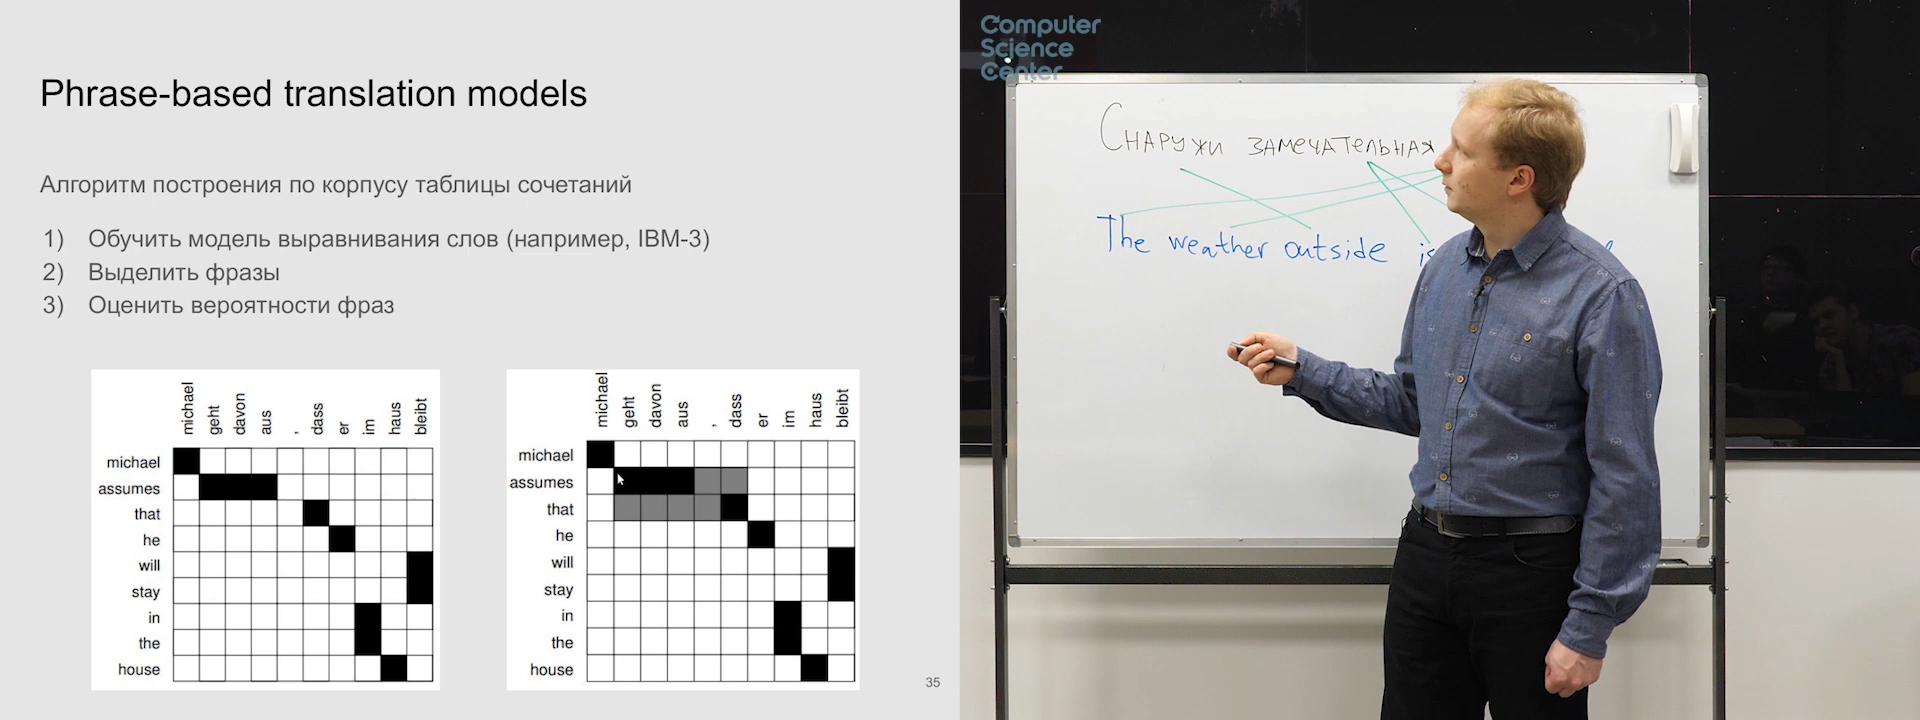 Phrase-based translation models
Алгоритм построения по корпусу таблицы сочетаний
1) Обучить модель выравнивания слов (например, IBM-3)
2) Выделить фразы
3) Оценить вероятности фраз
michael geht davon aus , dass er im haus bleibt
michael
assumes
that
he
will
stay
in
the
house
michael geht davon aus , dass er im haus bleibt
michael
assumes
that
he
will
stay
in
the
house
35
Computer
Science
Center
Снаружи замечательная
The weather outside is